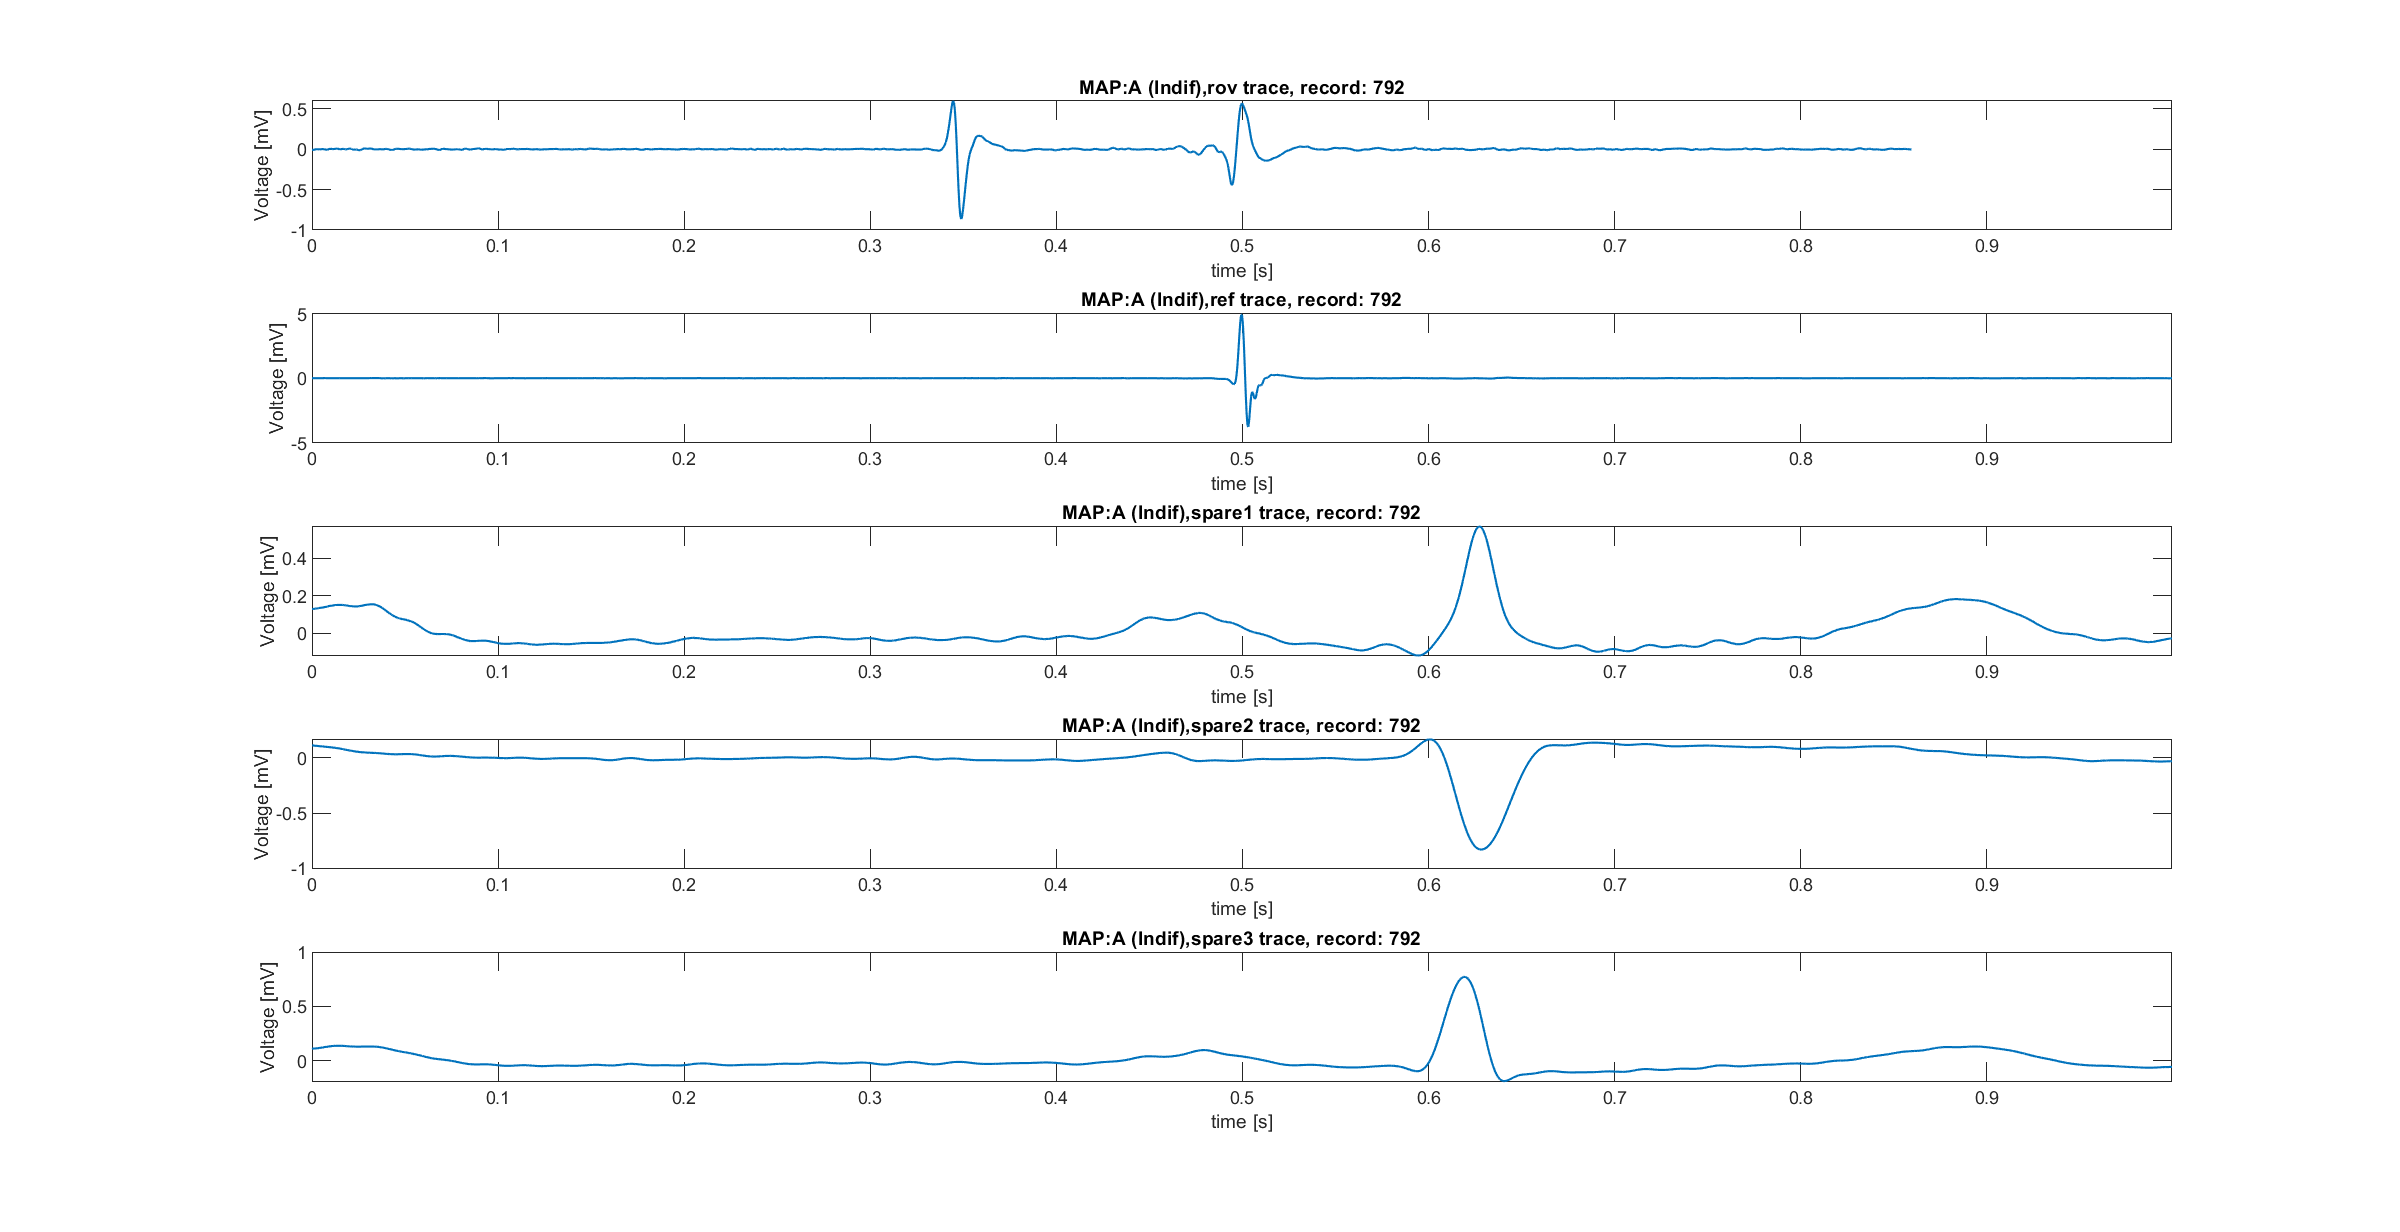 MAP:A (Indif),rov trace, record: 792
Voltage [mV]
0.5
0
-0.5
-1
0 0.1 0.2 0.3 0.4 0.5 0.6 0.7 0.8 0.9
time [s]
MAP:A (Indif),ref trace, record: 792
Voltage [mV]
5
0
-5
0 0.1 0.2 0.3 0.4 0.5 0.6 0.7 0.8 0.9
time [s]
MAP:A (Indif),spare1 trace, record: 792
Voltage [mV]
0.4
0.2
0
0 0.1 0.2 0.3 0.4 0.5 0.6 0.7 0.8 0.9
time [s]
MAP:A (Indif),spare2 trace, record: 792
Voltage [mV]
0
-0.5
-1
0 0.1 0.2 0.3 0.4 0.5 0.6 0.7 0.8 0.9
time [s]
MAP:A (Indif),spare3 trace, record: 792
Voltage [mV]
1
0.5
0
0 0.1 0.2 0.3 0.4 0.5 0.6 0.7 0.8 0.9
time [s]